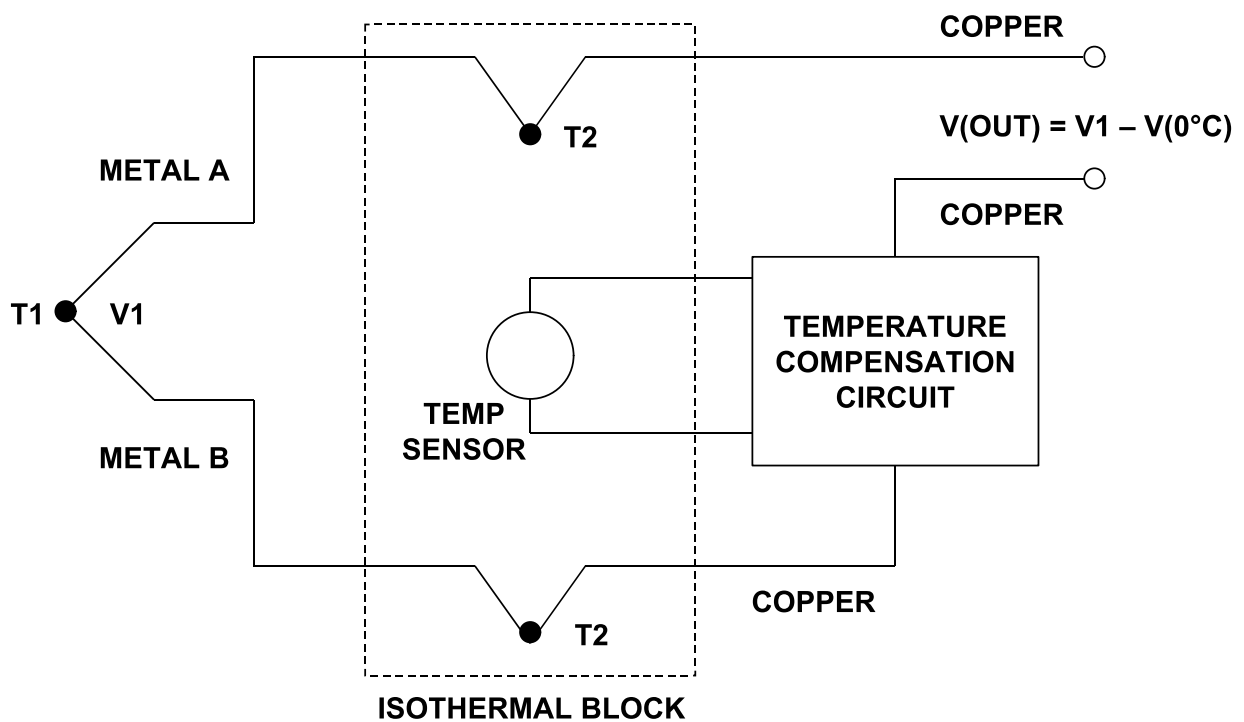 COPPER
V(OUT) = V1 – V(0°C)
T2
METAL A
COPPER
T1
V1
TEMPERATURE
COMPENSATION
CIRCUIT
TEMP
SENSOR
METAL B
COPPER
T2
ISOTHERMAL BLOCK